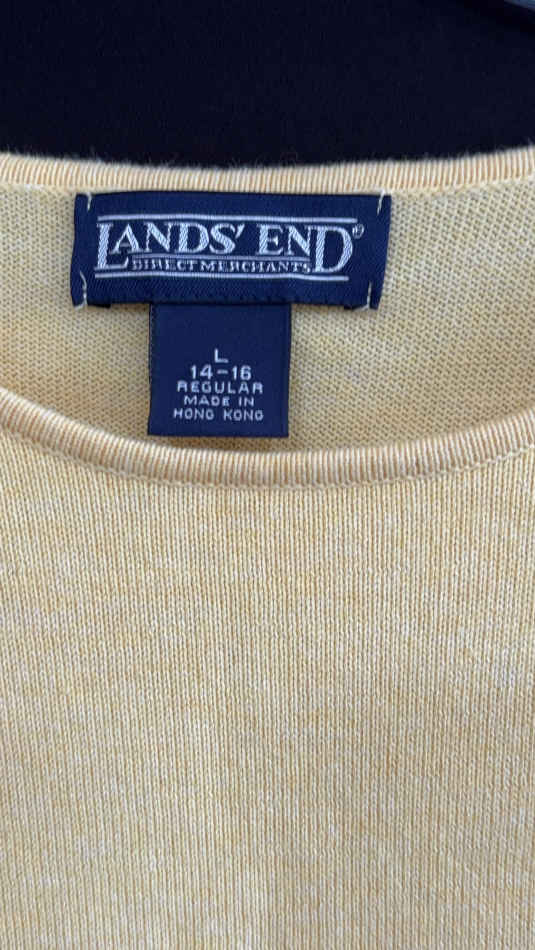 LANDS' END®
DIRECT MERCHANTS
L
14-16
REGULAR
MADE IN
HONG KONG